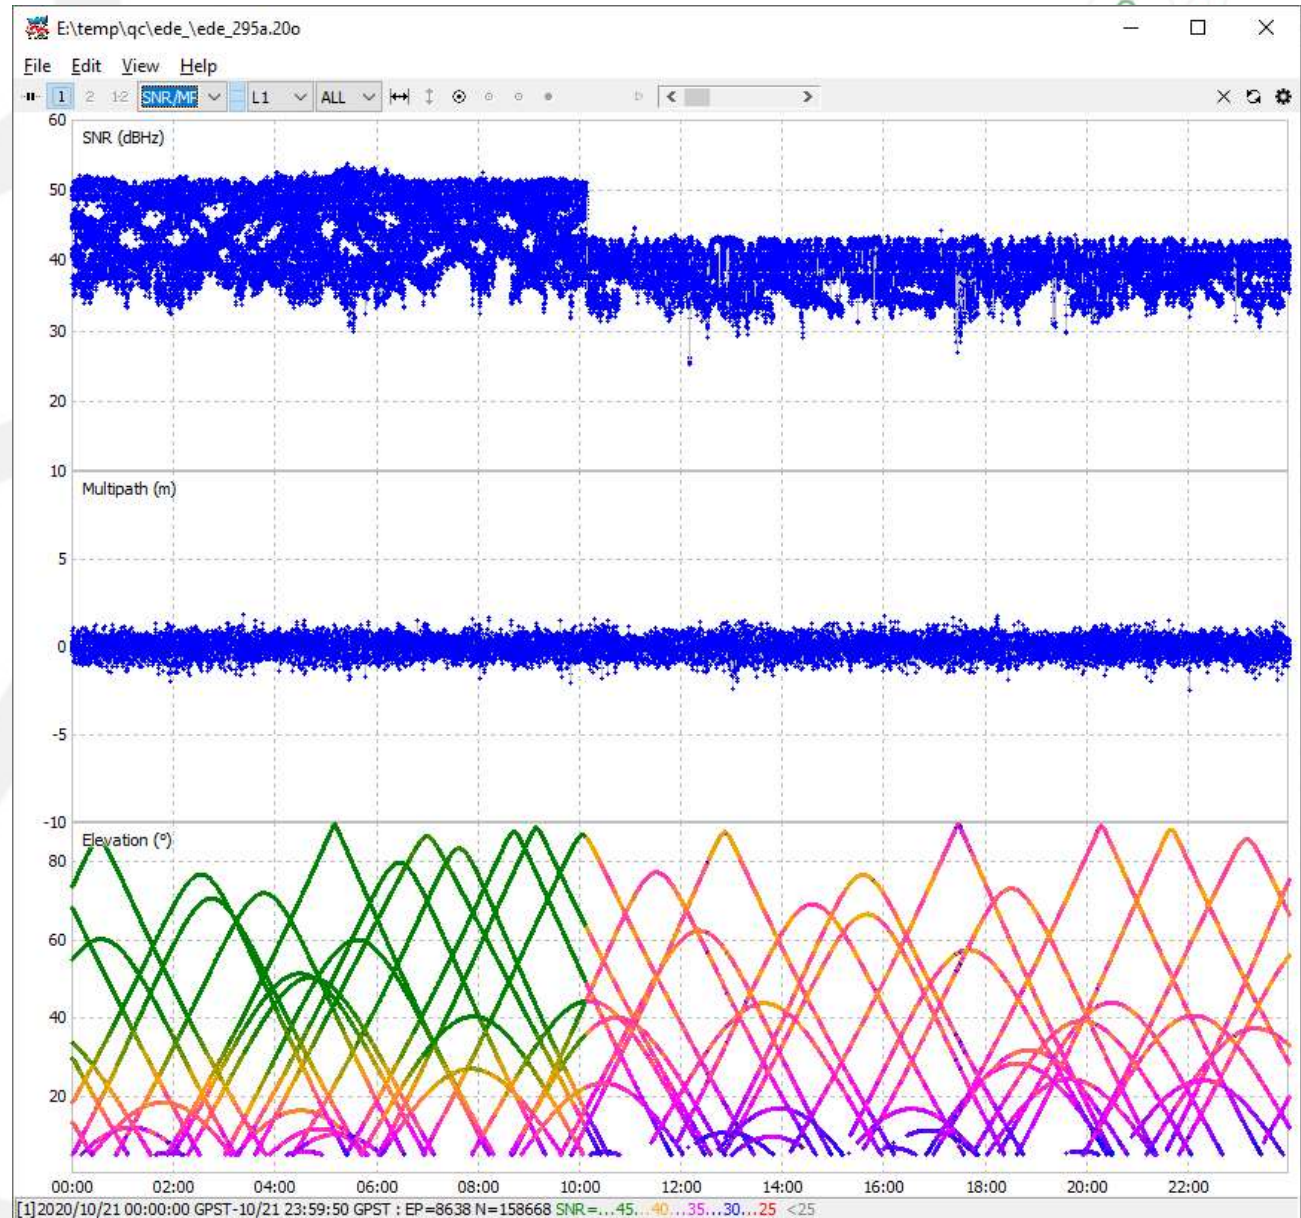 E:\temp\qc\ede_\ede_295a.20o
File Edit View Help
1 2 1-2 SNR/MP L1 ALL
60
SNR (dBHz)
50
40
30
20
10
Multipath (m)
5
0
-5
-10
Elevation (°)
80
60
40
20
00:00 02:00 04:00 06:00 08:00 10:00 12:00 14:00 16:00 18:00 20:00 22:00
[1]2020/10/21 00:00:00 GPST-10/21 23:59:50 GPST : EP=8638 N=158668 SNR=...45...40...35...30...25 <25